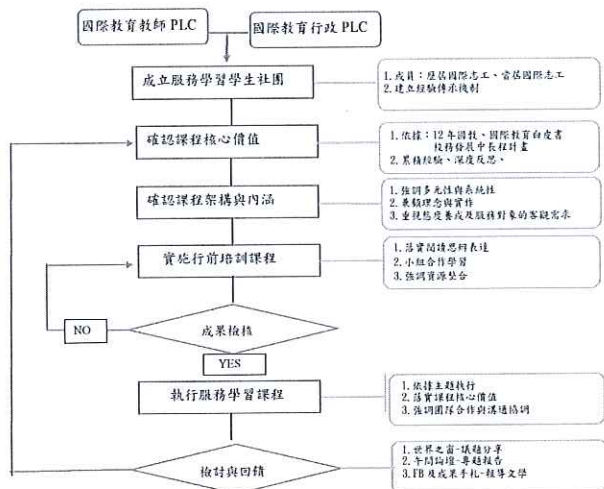 國際教育教師 PLC
國際教育行政 PLC
成立服務學習學生社團
1.成員：歷屆國際志工、當屆國際志工
2.建立經驗傳承機制
確認課程核心價值
1.依據：12 年國教、國際教育白皮書
校務發展中長程計畫
2.累積經驗、深度反思、
確認課程架構與內涵
1.強調多元性與系統性
2.兼顧理念與實作
3.重視態度養成及服務對象的客觀需求
實施行前培訓課程
1.落實閱讀思辨表達
2.小組合作學習
3.強調資源整合
NO
成果檢核
YES
執行服務學習課程
1.依據主題執行
2.落實課程核心價值
3.強調團隊合作與溝通協調
檢討與回饋
1.世界之窗-議題分享
2.午間論壇-專題報告
3.FB 及成果手札-報導文學